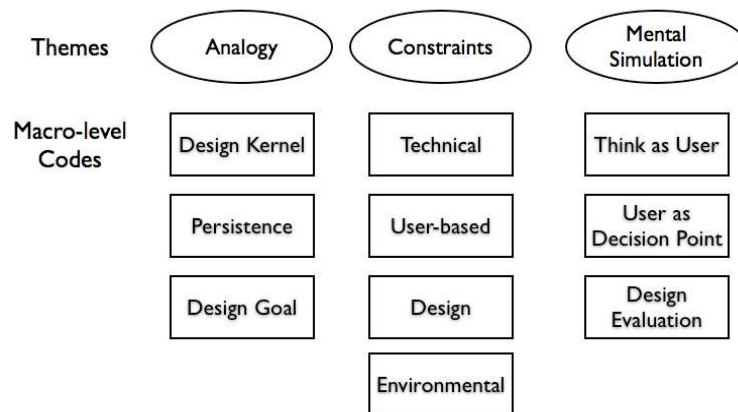 Themes
Analogy
Constraints
Mental
Simulation
Macro-level
Codes
Design Kernel
Technical
Think as User
Persistence
User-based
User as
Decision Point
Design Goal
Design
Design
Evaluation
Environmental